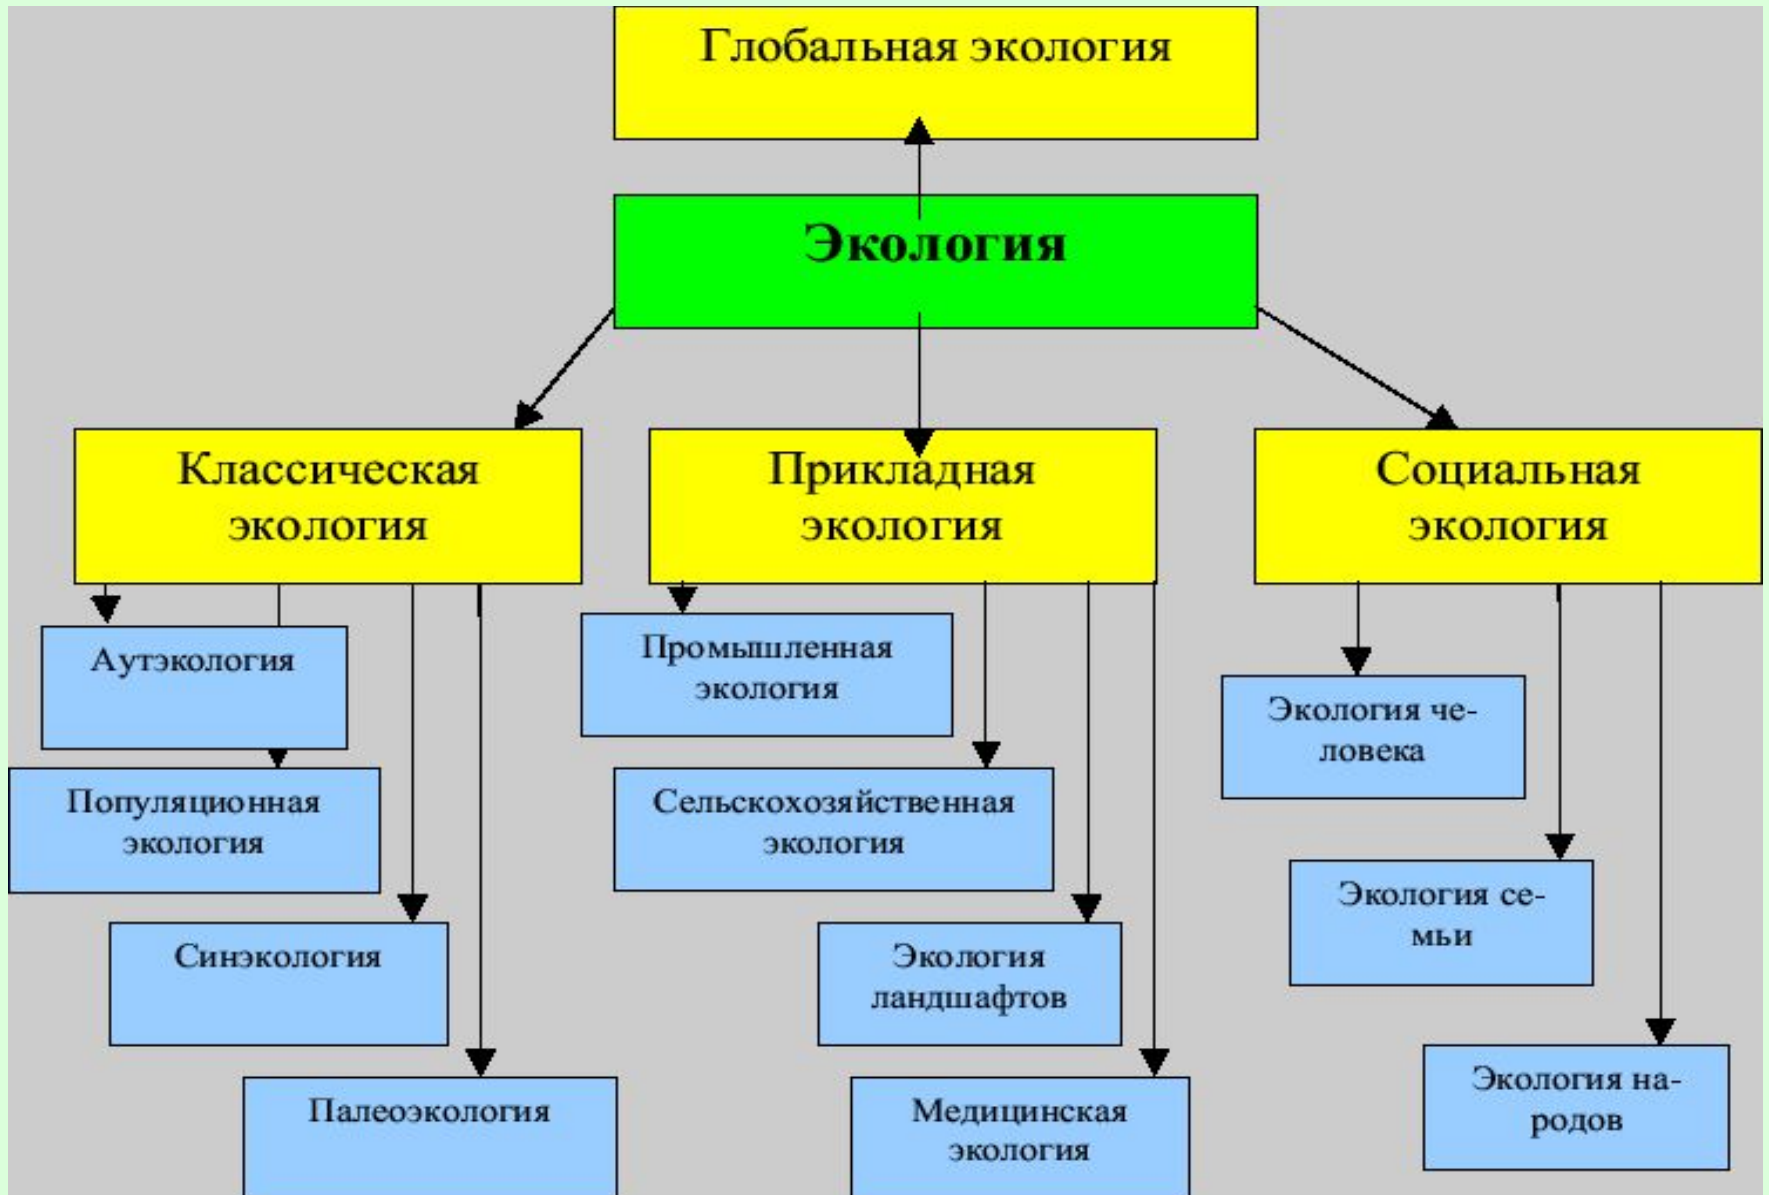 Глобальная экология
Экология
Классическая
экология
Прикладная
экология
Социальная
экология
Аутэкология
Популяционная
экология
Синэкология
Палеоэкология
Промышленная
экология
Сельскохозяйственная
экология
Экология
ландшафтов
Медицинская
экология
Экология че-
ловека
Экология се-
мьи
Экология на-
родов